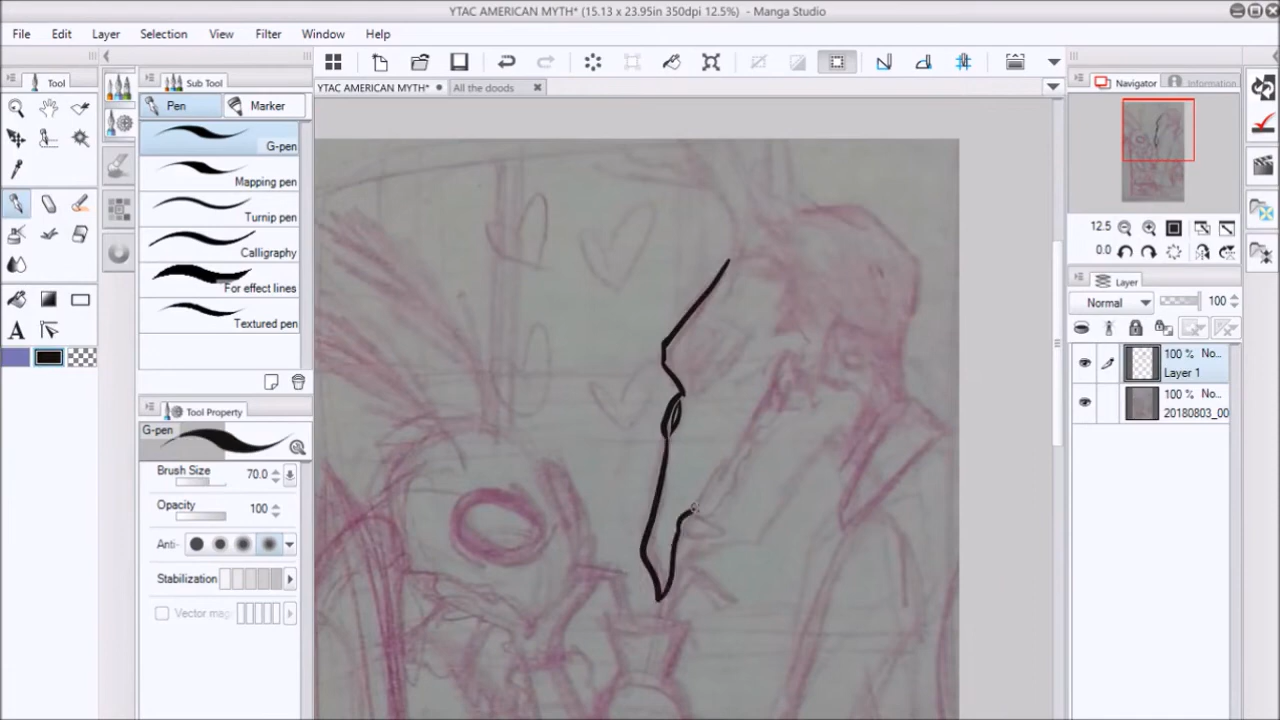 YTAC AMERICAN MYTH* (15.13 x 23.95in 350dpi 12.5%) - Manga Studio
File Edit Layer Selection View Filter Window Help
Tool
Sub Tool
Navigator
Information
YTAC AMERICAN MYTH*
All the doods
Pen
Marker
G-pen
Mapping pen
Turnip pen
Calligraphy
For effect lines
Textured pen
12.5
0.0
Layer
Normal
100
100 % No...
Layer 1
100 % No...
20180803_00
Tool Property
G-pen
Brush Size 70.0
Opacity 100
Anti-
Stabilization
Vector mag